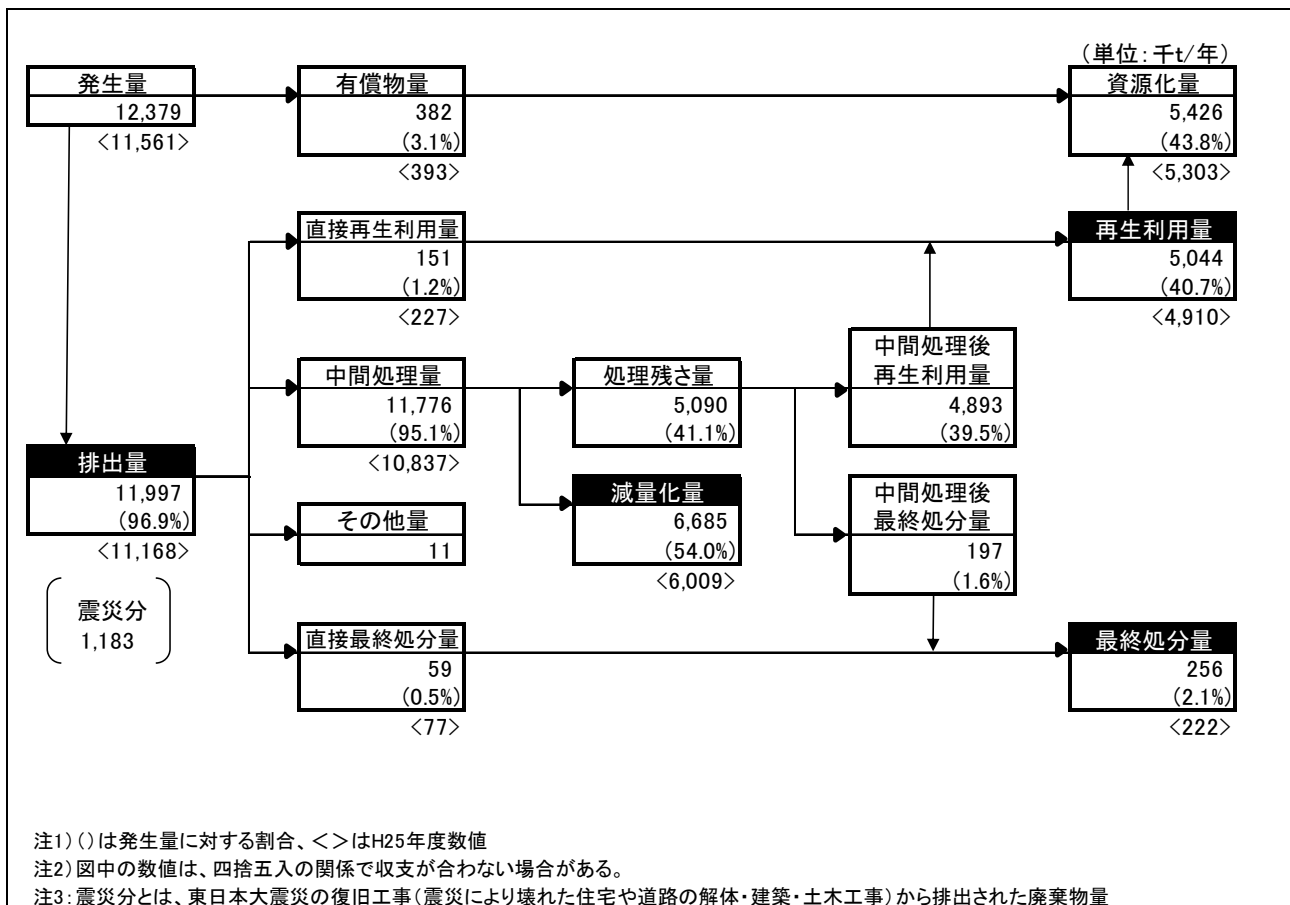 (単位:千t/年)
発生量
12,379
<11,561>
有償物量
382
(3.1%)
<393>
資源化量
5,426
(43.8%)
<5,303>
直接再生利用量
151
(1.2%)
<227>
再生利用量
5,044
(40.7%)
<4,910>
中間処理量
11,776
(95.1%)
<10,837>
処理残さ量
5,090
(41.1%)
中間処理後
再生利用量
4,893
(39.5%)
排出量
11,997
(96.9%)
<11,168>
震災分
1,183
その他量
11
減量化量
6,685
(54.0%)
<6,009>
中間処理後
最終処分量
197
(1.6%)
直接最終処分量
59
(0.5%)
<77>
最終処分量
256
(2.1%)
<222>
注1)()は発生量に対する割合、<>はH25年度数値
注2)図中の数値は、四捨五入の関係で収支が合わない場合がある。
注3:震災分とは、東日本大震災の復旧工事(震災により壊れた住宅や道路の解体・建築・土木工事)から排出された廃棄物量